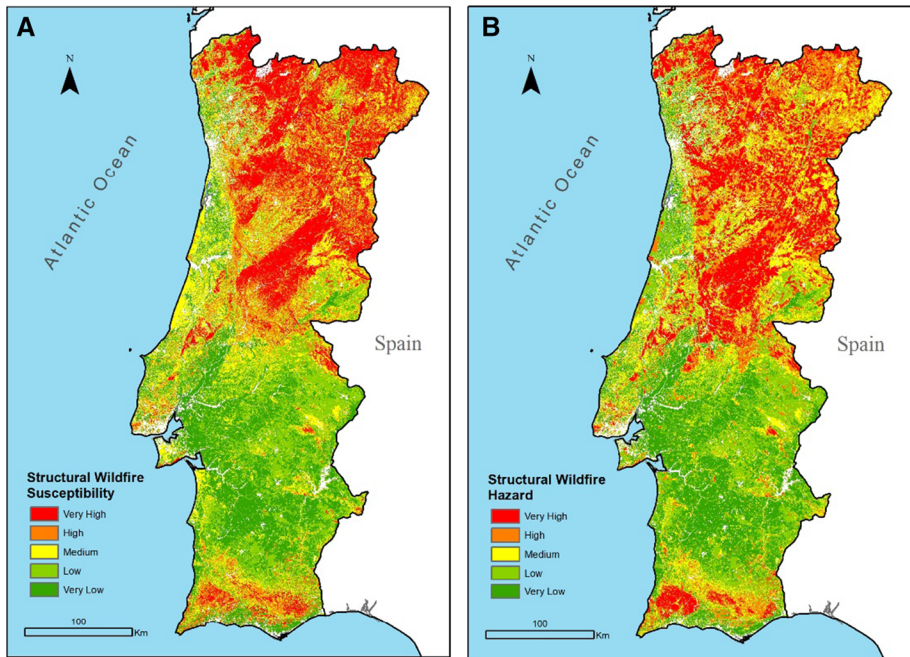 A
N
Atlantic Ocean
Spain
Structural Wildfire
Susceptibility
Very High
High
Medium
Low
Very Low
100
Km
B
N
Atlantic Ocean
Spain
Structural Wildfire
Hazard
Very High
High
Medium
Low
Very Low
100
Km